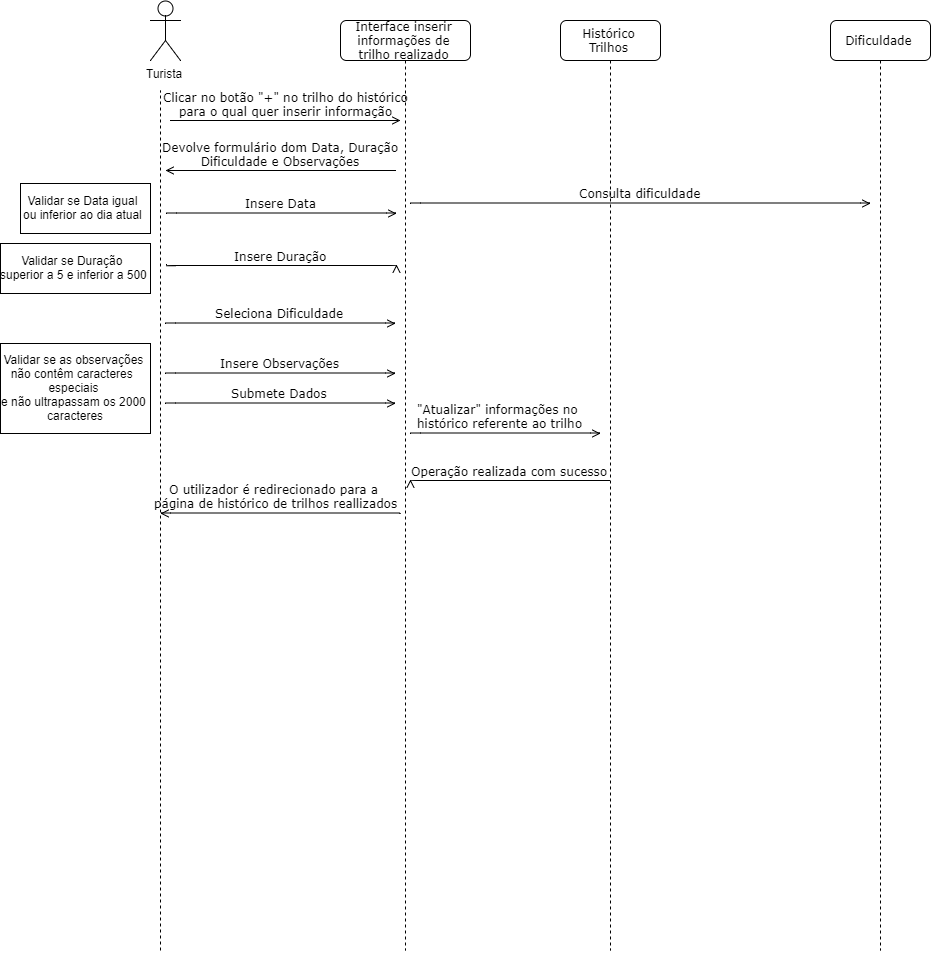 Interface inserir
informações de
trilho realizado
Histórico
Trilhos
Dificuldade
Turista
Clicar no botão "+" no trilho do histórico
para o qual quer inserir informação
Devolve formulário dom Data, Duração
Dificuldade e Observações
Validar se Data igual
ou inferior ao dia atual
Insere Data
Consulta dificuldade
Validar se Duração
superior a 5 e inferior a 500
Insere Duração
Seleciona Dificuldade
Validar se as observações
não contêm caracteres
especiais
e não ultrapassam os 2000
caracteres
Insere Observações
Submete Dados
"Atualizar" informações no
histórico referente ao trilho
Operação realizada com sucesso
O utilizador é redirecionado para a
página de histórico de trilhos reallizados